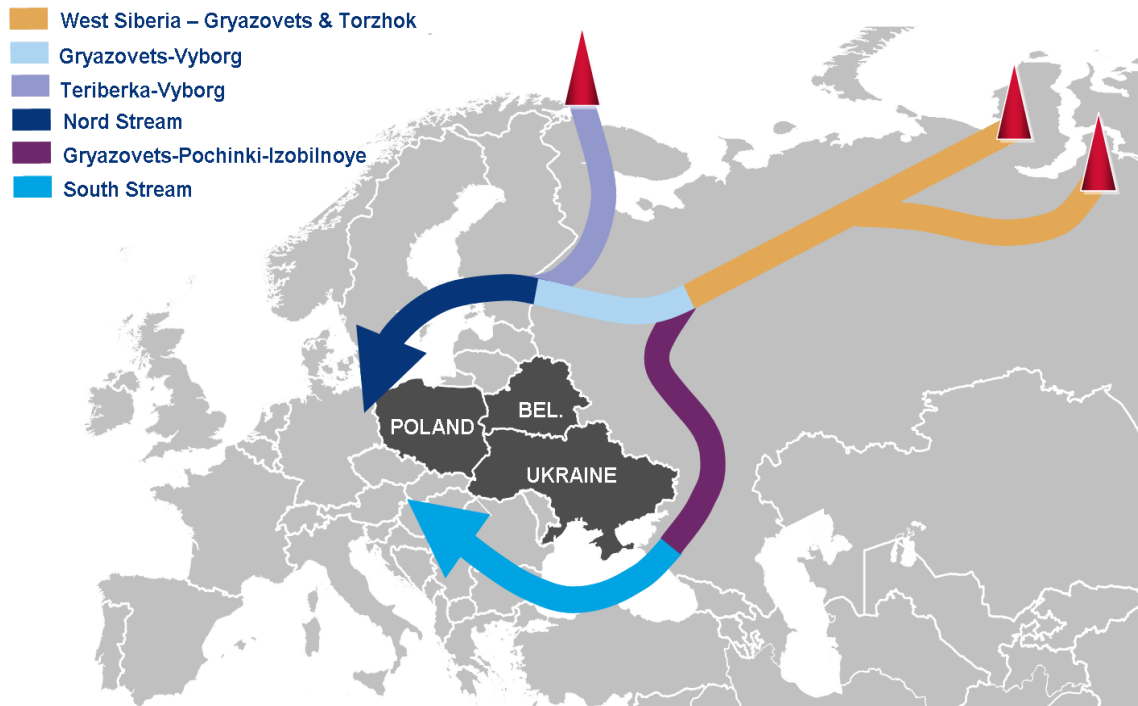 West Siberia – Gryazovets & Torzhok
Gryazovets-Vyborg
Teriberka-Vyborg
Nord Stream
Gryazovets-Pochinki-Izobilnoye
South Stream
POLAND
BEL.
UKRAINE